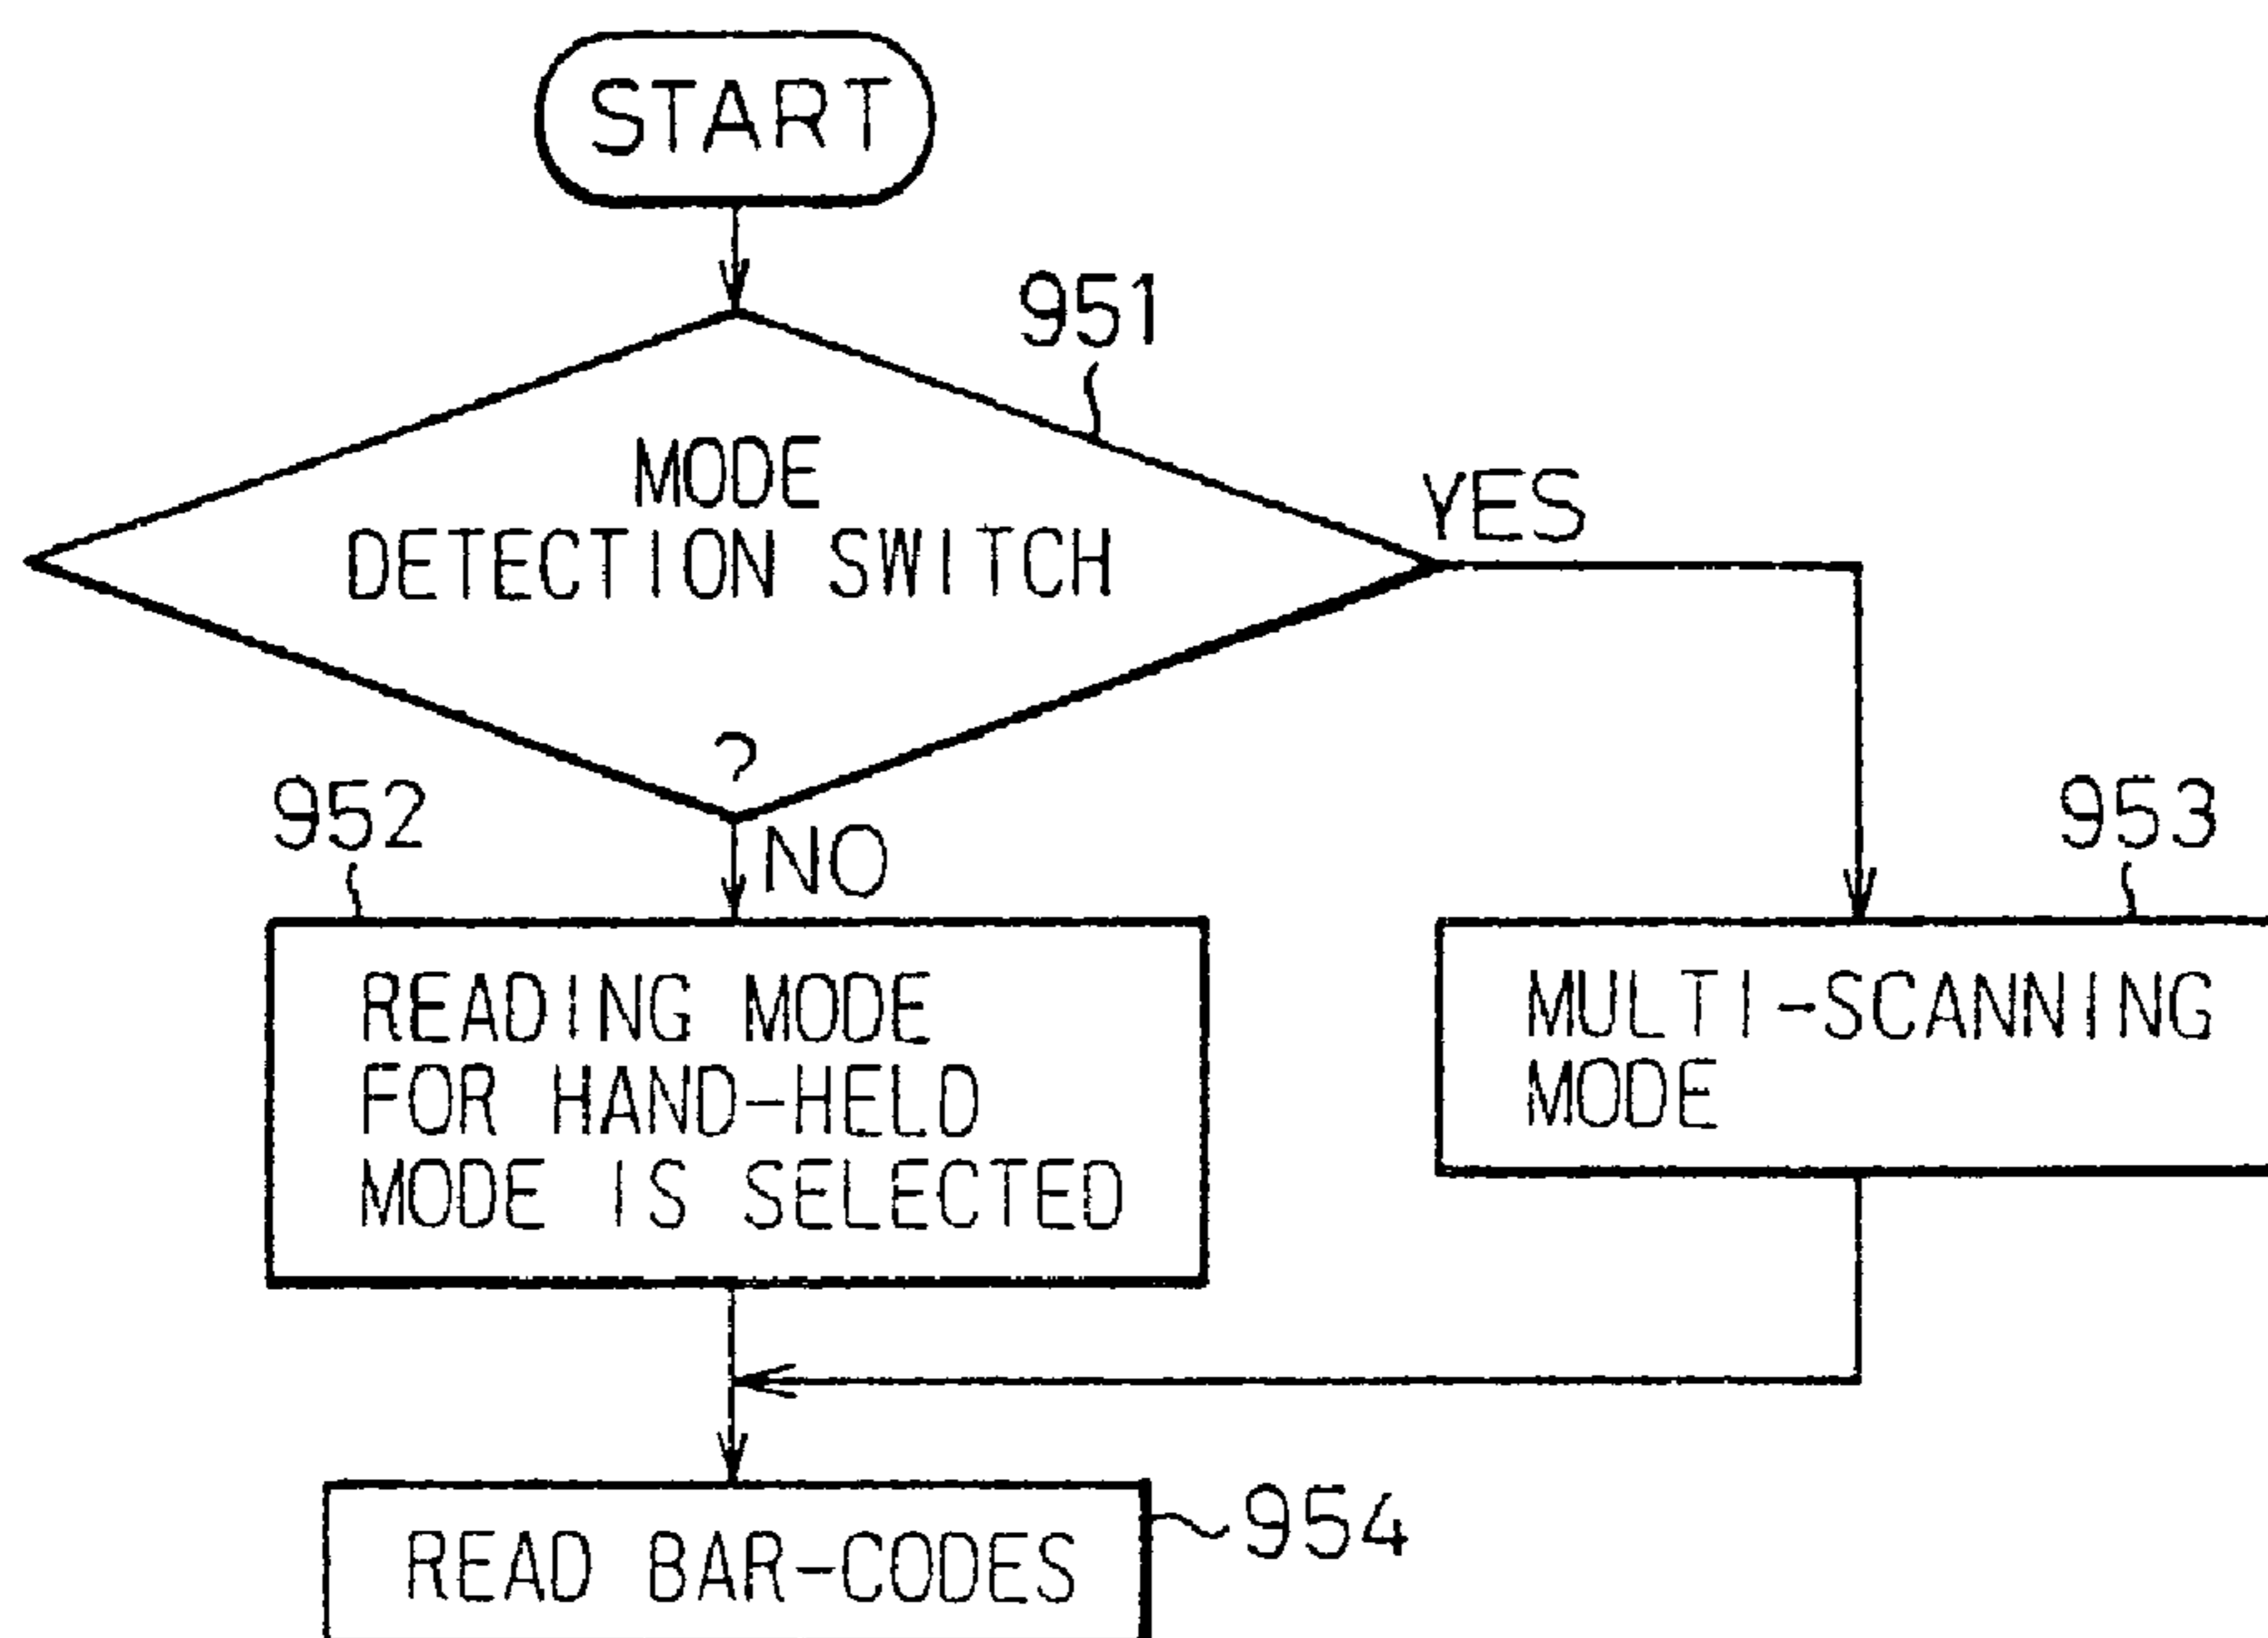 START
951
MODE
DETECTION SWITCH
?
YES
NO
952
953
READING MODE
FOR HAND-HELD
MODE IS SELECTED
MULTI-SCANNING
MODE
READ BAR-CODES
954